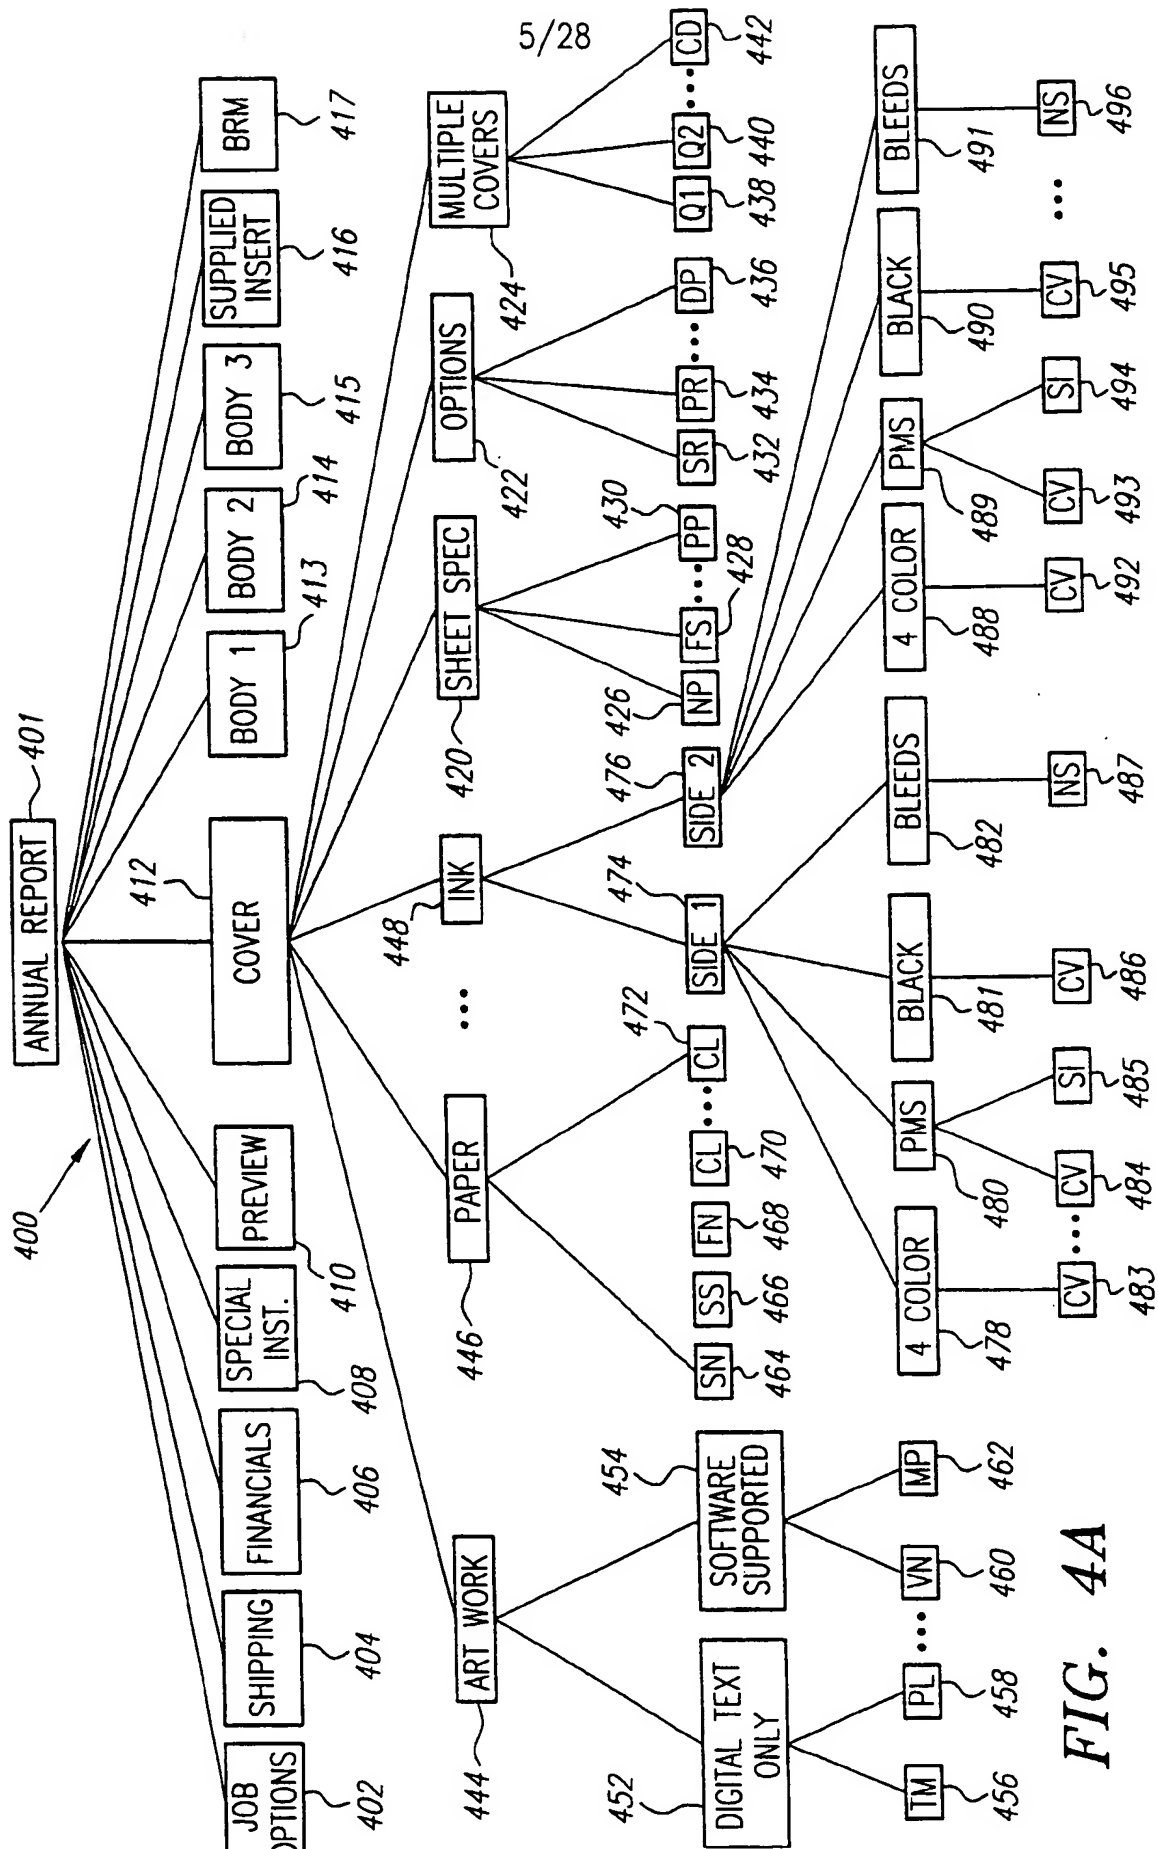 5/28
400
ANNUAL REPORT
401
JOB
OPTIONS
402
SHIPPING
404
FINANCIALS
406
SPECIAL
INST.
408
PREVIEW
410
COVER
412
BODY 1
413
BODY 2
414
BODY 3
415
SUPPLIED
INSERT
416
BRM
417
ART WORK
444
PAPER
446
...
INK
448
SHEET SPEC
420
OPTIONS
422
MULTIPLE
COVERS
424
DIGITAL TEXT
ONLY
452
SOFTWARE
SUPPORTED
454
SN
464
SS
466
FN
468
CL
470
...
CL
472
SIDE 1
474
SIDE 2
476
NP
426
FS
428
...
PP
430
SR
432
PR
434
...
DP
436
Q1
438
Q2
440
...
CD
442
TM
456
PL
458
...
VN
460
MP
462
4 COLOR
478
PMS
480
BLACK
481
BLEEDS
482
4 COLOR
488
PMS
489
BLACK
490
BLEEDS
491
CV
483
...
CV
484
SI
485
CV
486
NS
487
CV
492
CV
493
SI
494
CV
495
...
NS
496
FIG. 4A